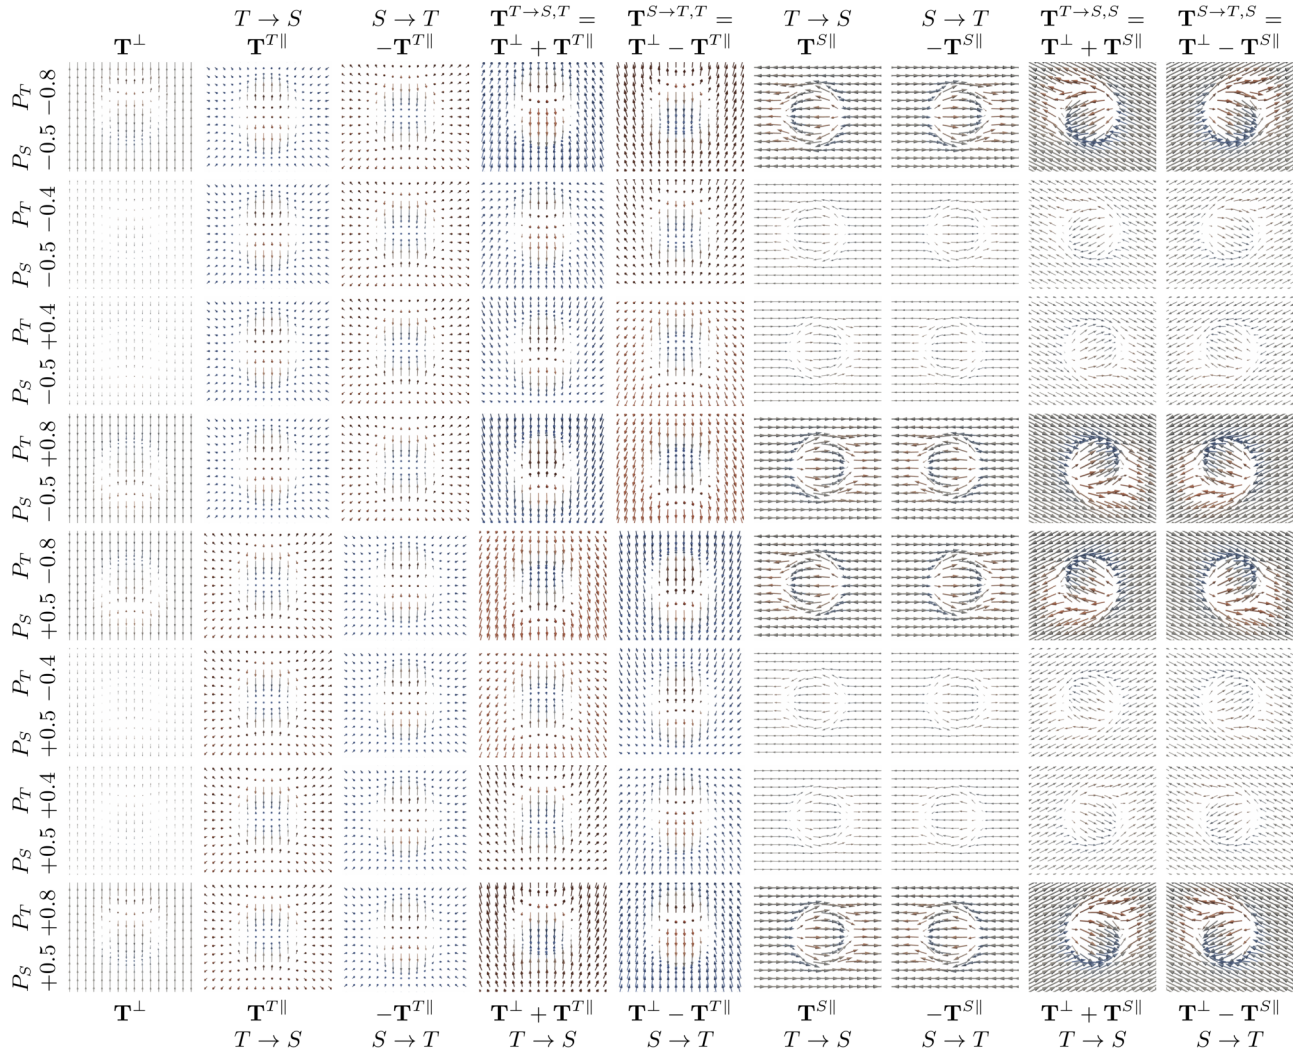 T → S S → T T^{T→S,T} = T^{S→T,T} = T → S S → T T^{T→S,S} = T^{S→T,S} =
T^⊥ T^{T∥} −T^{T∥} T^⊥ + T^{T∥} T^⊥ − T^{T∥} T^{S∥} −T^{S∥} T^⊥ + T^{S∥} T^⊥ − T^{S∥}
P_S P_T
−0.5 −0.8
P_S P_T
−0.5 −0.4
P_S P_T
−0.5 +0.4
P_S P_T
−0.5 +0.8
P_S P_T
+0.5 −0.8
P_S P_T
+0.5 −0.4
P_S P_T
+0.5 +0.4
P_S P_T
+0.5 +0.8
T^⊥ T^{T∥} −T^{T∥} T^⊥ + T^{T∥} T^⊥ − T^{T∥} T^{S∥} −T^{S∥} T^⊥ + T^{S∥} T^⊥ − T^{S∥}
T → S S → T T → S S → T T → S S → T T → S S → T